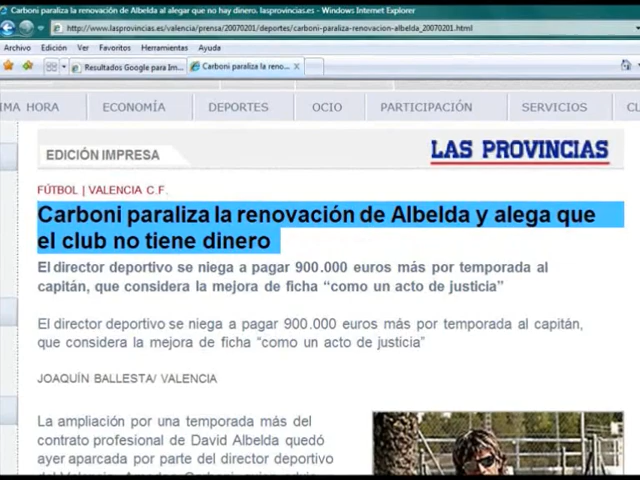 Carboni paraliza la renovación de Albelda al alegar que no hay dinero. lasprovincias.es - Windows Internet Explorer
http://www.lasprovincias.es/valencia/prensa/20070201/deportes/carboni-paraliza-renovacion-albelda_20070201.html
Archivo Edición Ver Favoritos Herramientas Ayuda
Resultados Google para Im... Carboni paraliza la reno...
IMA HORA ECONOMÍA DEPORTES OCIO PARTICIPACIÓN SERVICIOS CL
EDICIÓN IMPRESA LAS PROVINCIAS
FÚTBOL | VALENCIA C.F.
Carboni paraliza la renovación de Albelda y alega que
el club no tiene dinero
El director deportivo se niega a pagar 900.000 euros más por temporada al
capitán, que considera la mejora de ficha “como un acto de justicia”
El director deportivo se niega a pagar 900.000 euros más por temporada al capitán,
que considera la mejora de ficha “como un acto de justicia”
JOAQUÍN BALLESTA/ VALENCIA
La ampliación por una temporada más del
contrato profesional de David Albelda quedó
ayer aparcada por parte del director deportivo